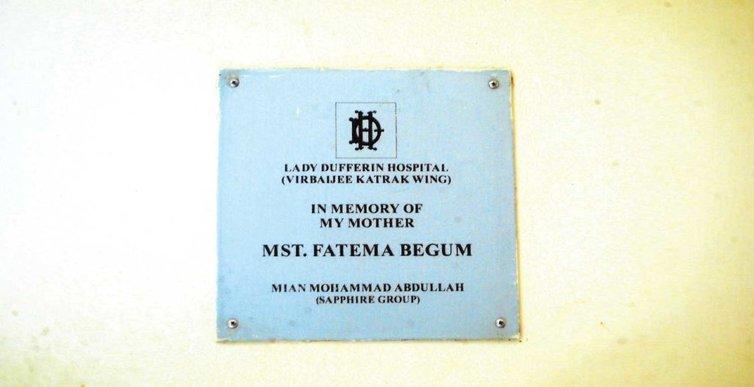 LADY DUFFERIN HOSPITAL
(VIRBAIJEE KATRAK WING)
IN MEMORY OF
MY MOTHER
MST. FATEMA BEGUM
MIAN MOHAMMAD ABDULLAH
(SAPPHIRE GROUP)